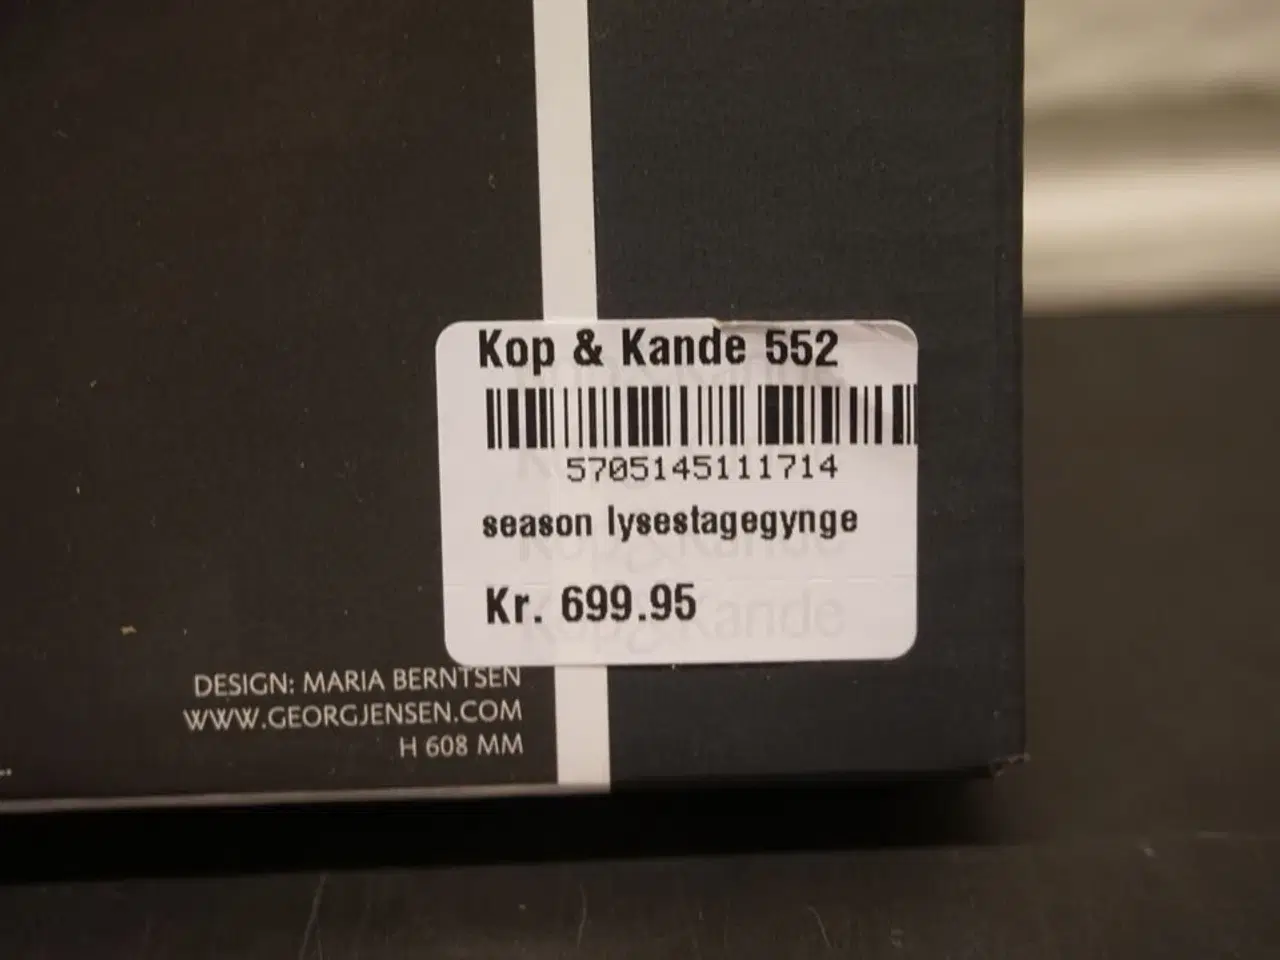 Kop & Kande 552
5705145111714
season lysestagegynge
Kr. 699.95
DESIGN: MARIA BERNTSEN
WWW.GEORGJENSEN.COM
H 608 MM